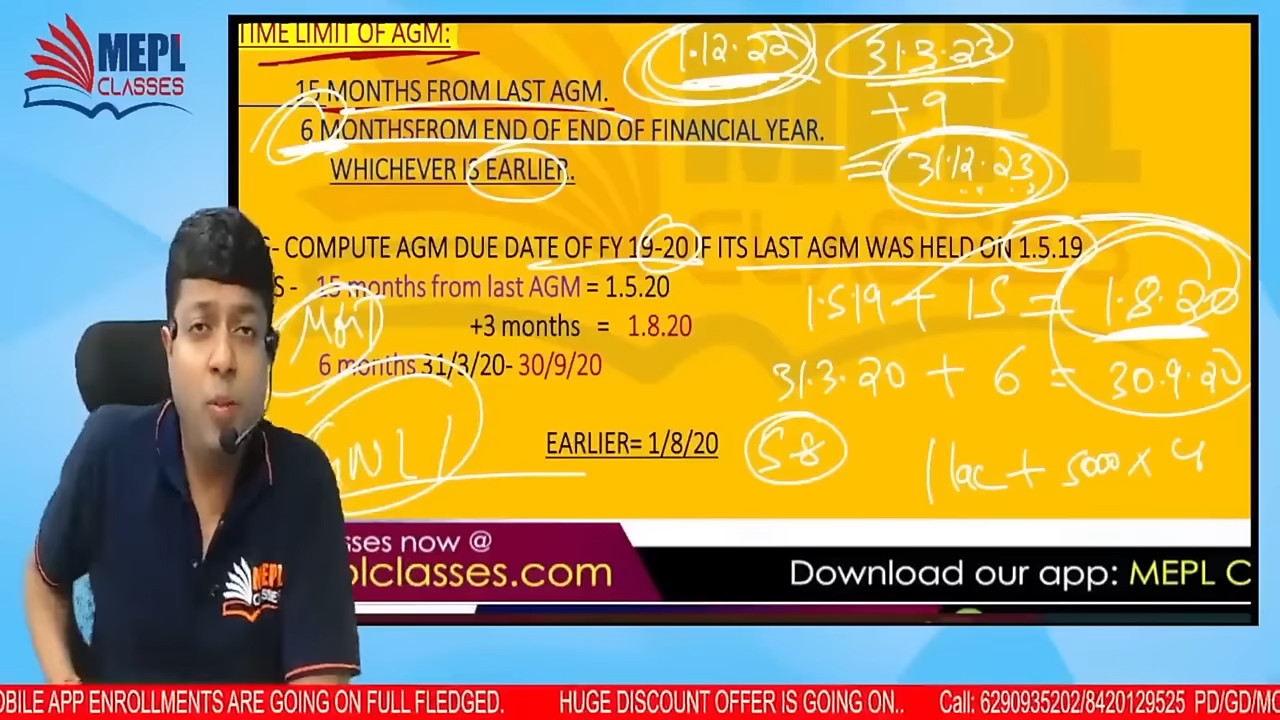 MEPL
CLASSES
TIME LIMIT OF AGM:
15 MONTHS FROM LAST AGM.
6 MONTHSFROM END OF END OF FINANCIAL YEAR.
WHICHEVER IS EARLIER.
1.12.22
31.3.23
+ 9
= 31.12.23
- COMPUTE AGM DUE DATE OF FY 19-20 IF ITS LAST AGM WAS HELD ON 1.5.19
S - 15 months from last AGM = 1.5.20
+3 months = 1.8.20
6 months 31/3/20- 30/9/20
EARLIER= 1/8/20
1.5.19 + 15 = 1.8.20
31.3.20 + 6 = 30.9.20
1 lac + 5000 x 4
sses now @
plclasses.com
Download our app: MEPL C
MEPL
OBILE APP ENROLLMENTS ARE GOING ON FULL FLEDGED. HUGE DISCOUNT OFFER IS GOING ON.. Call: 6290935202/8420129525 PD/GD/MO